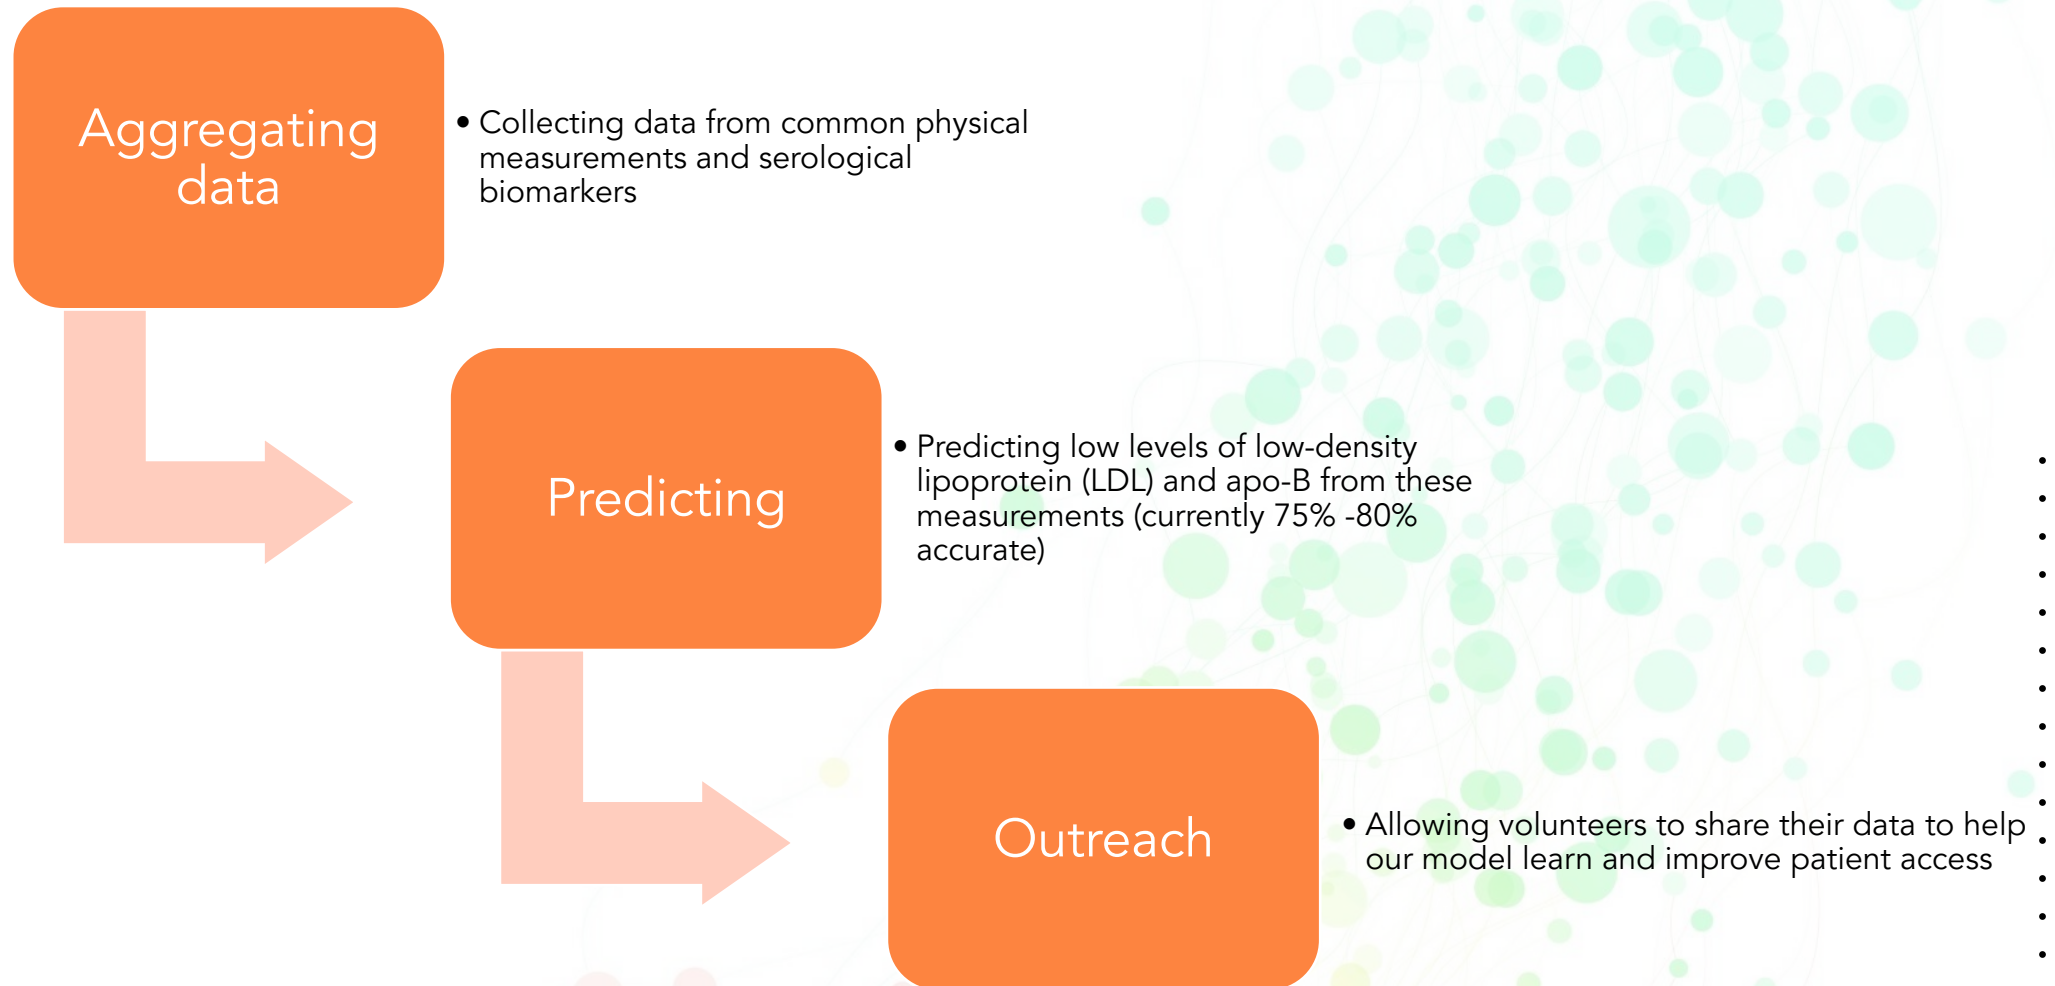 Aggregating
data
• Collecting data from common physical
measurements and serological
biomarkers
Predicting
• Predicting low levels of low-density
lipoprotein (LDL) and apo-B from these
measurements (currently 75% -80%
accurate)
Outreach
• Allowing volunteers to share their data to help
our model learn and improve patient access